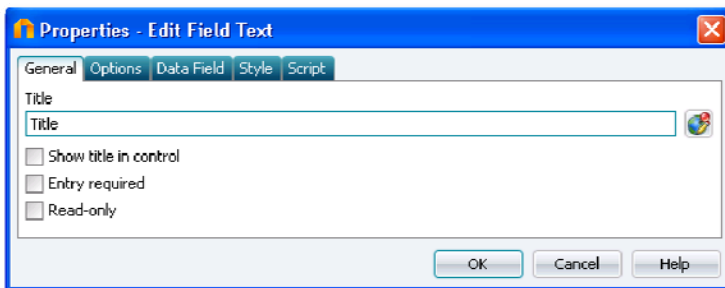 Properties - Edit Field Text
General Options Data Field Style Script
Title
Title
Show title in control
Entry required
Read-only
OK Cancel Help